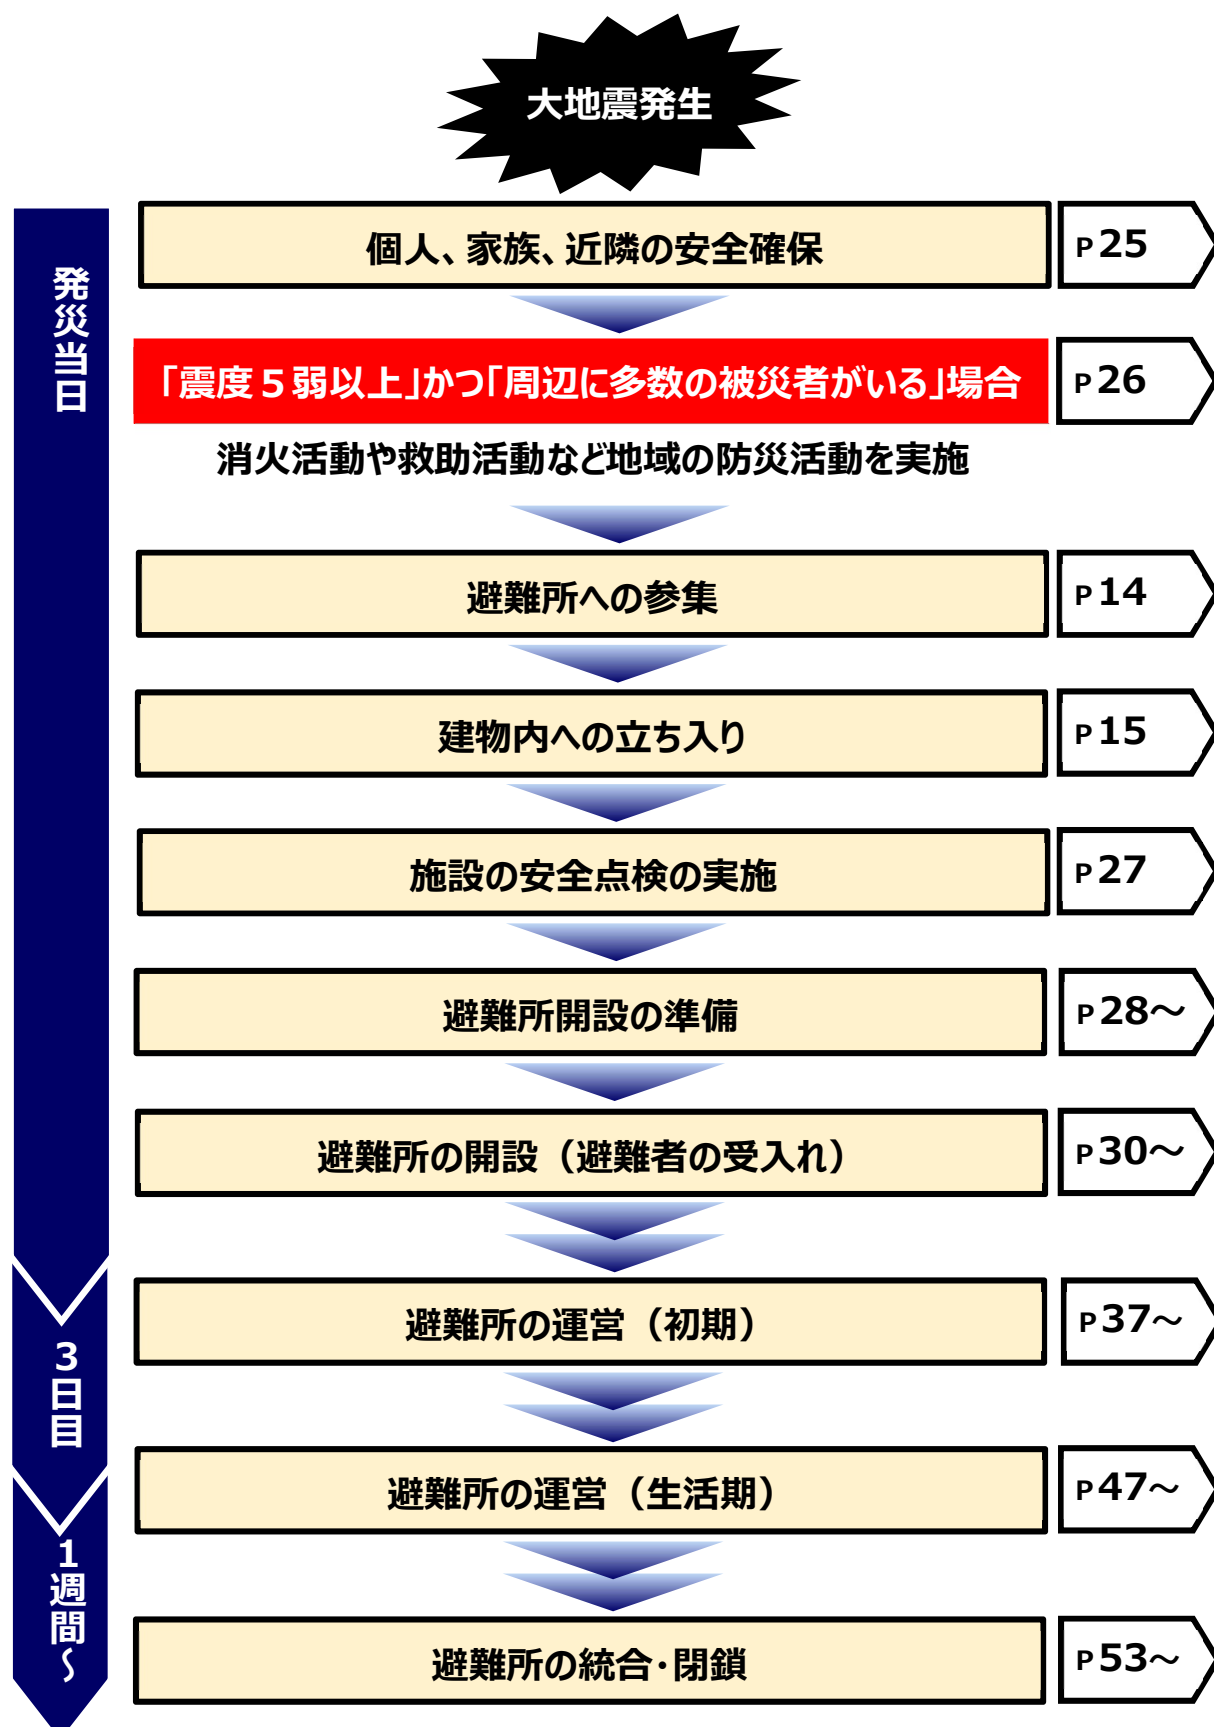 大地震発生
発災当日
個人、家族、近隣の安全確保
P25
「震度５弱以上」かつ「周辺に多数の被災者がいる」場合
P26
消火活動や救助活動など地域の防災活動を実施
避難所への参集
P14
建物内への立ち入り
P15
施設の安全点検の実施
P27
避難所開設の準備
P28～
避難所の開設（避難者の受入れ）
P30～
3日目
避難所の運営（初期）
P37～
避難所の運営（生活期）
P47～
1週間～
避難所の統合・閉鎖
P53～